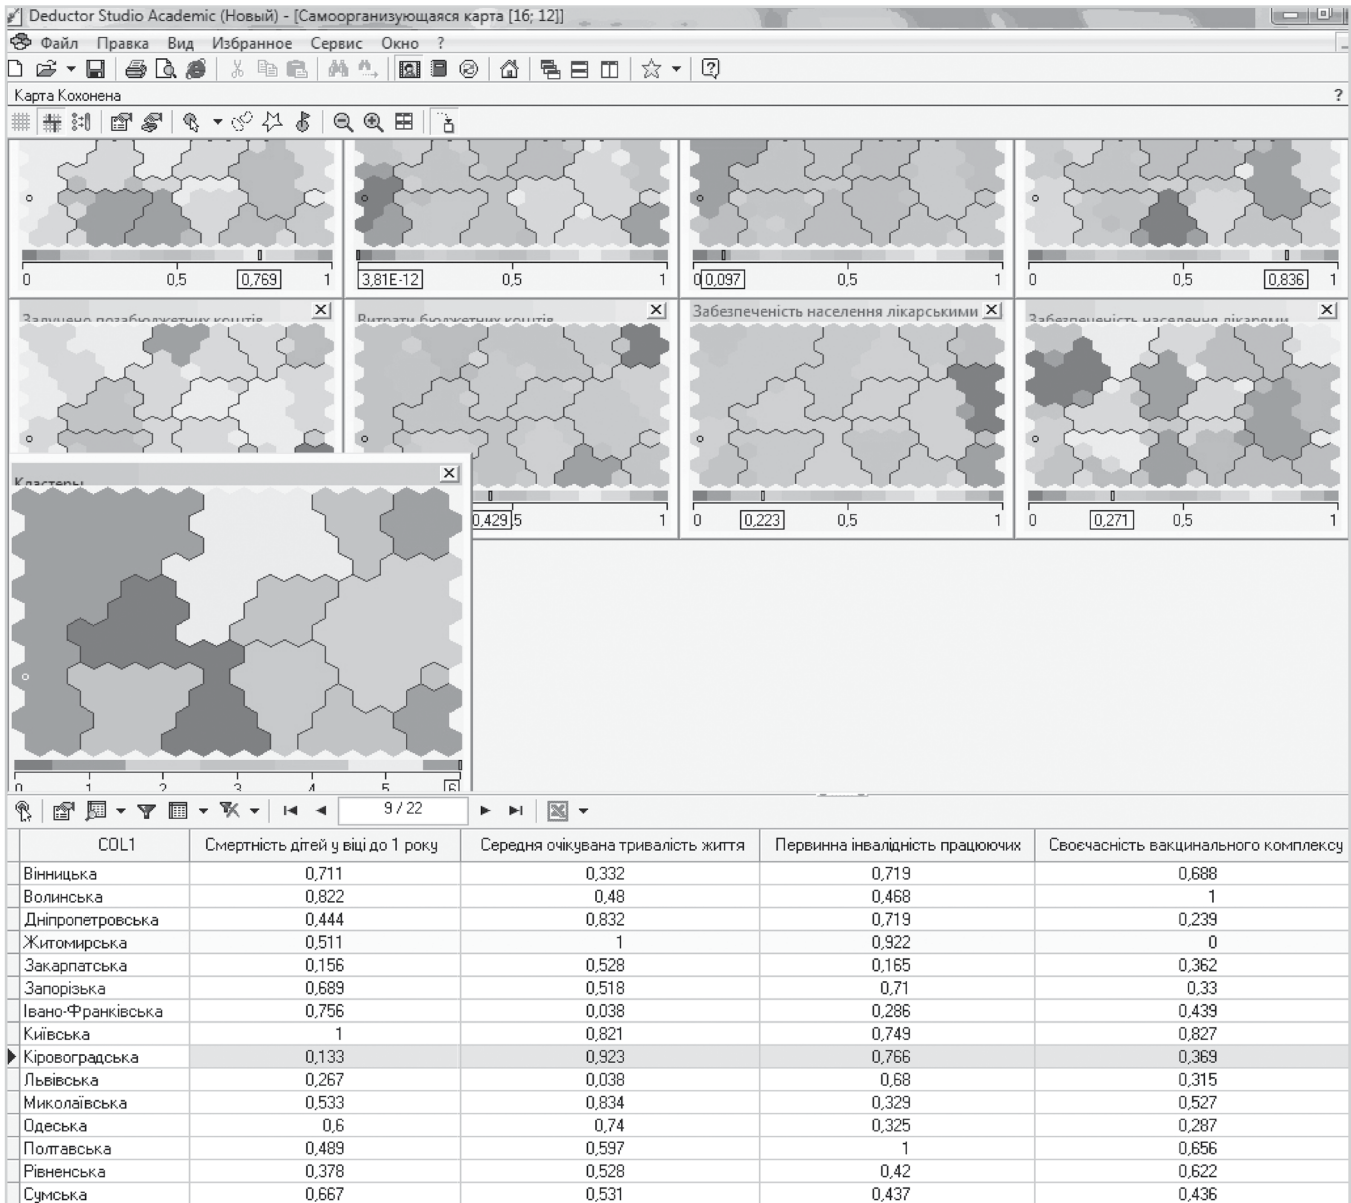 Deductor Studio Academic (Новый) - [Самоорганизующаяся карта [16; 12]]
Файл Правка Вид Избранное Сервис Окно ?
Карта Кохонена ?
0 0,5 0,769 1
3,81E-12 0,5 1
0 0,097 0,5 1
0 0,5 0,836 1
Залучено позабюджетних коштів
Витрати бюджетних коштів
Забезпеченість населення лікарськими
Забезпеченість населення лікарями
Кластеры
0,429 ,5 1
0 0,223 0,5 1
0 0,271 0,5 1
0 1 2 3 4 5 6
9 / 22
COL1 Смертність дітей у віці до 1 року Середня очікувана тривалість життя Первинна інвалідність працюючих Своєчасність вакцинального комплексу
Вінницька 0,711 0,332 0,719 0,688
Волинська 0,822 0,48 0,468 1
Дніпропетровська 0,444 0,832 0,719 0,239
Житомирська 0,511 1 0,922 0
Закарпатська 0,156 0,528 0,165 0,362
Запорізька 0,689 0,518 0,71 0,33
Івано-Франківська 0,756 0,038 0,286 0,439
Київська 1 0,821 0,749 0,827
Кіровоградська 0,133 0,923 0,766 0,369
Львівська 0,267 0,038 0,68 0,315
Миколаївська 0,533 0,834 0,329 0,527
Одеська 0,6 0,74 0,325 0,287
Полтавська 0,489 0,597 1 0,656
Рівненська 0,378 0,528 0,42 0,622
Сумська 0,667 0,531 0,437 0,436